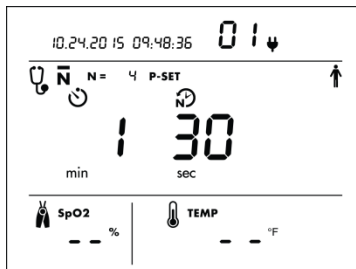 10.24.2015 09:48:36 01
N N = 4 P-SET
N
1 30
min sec
SpO2 TEMP
-- % -- °F